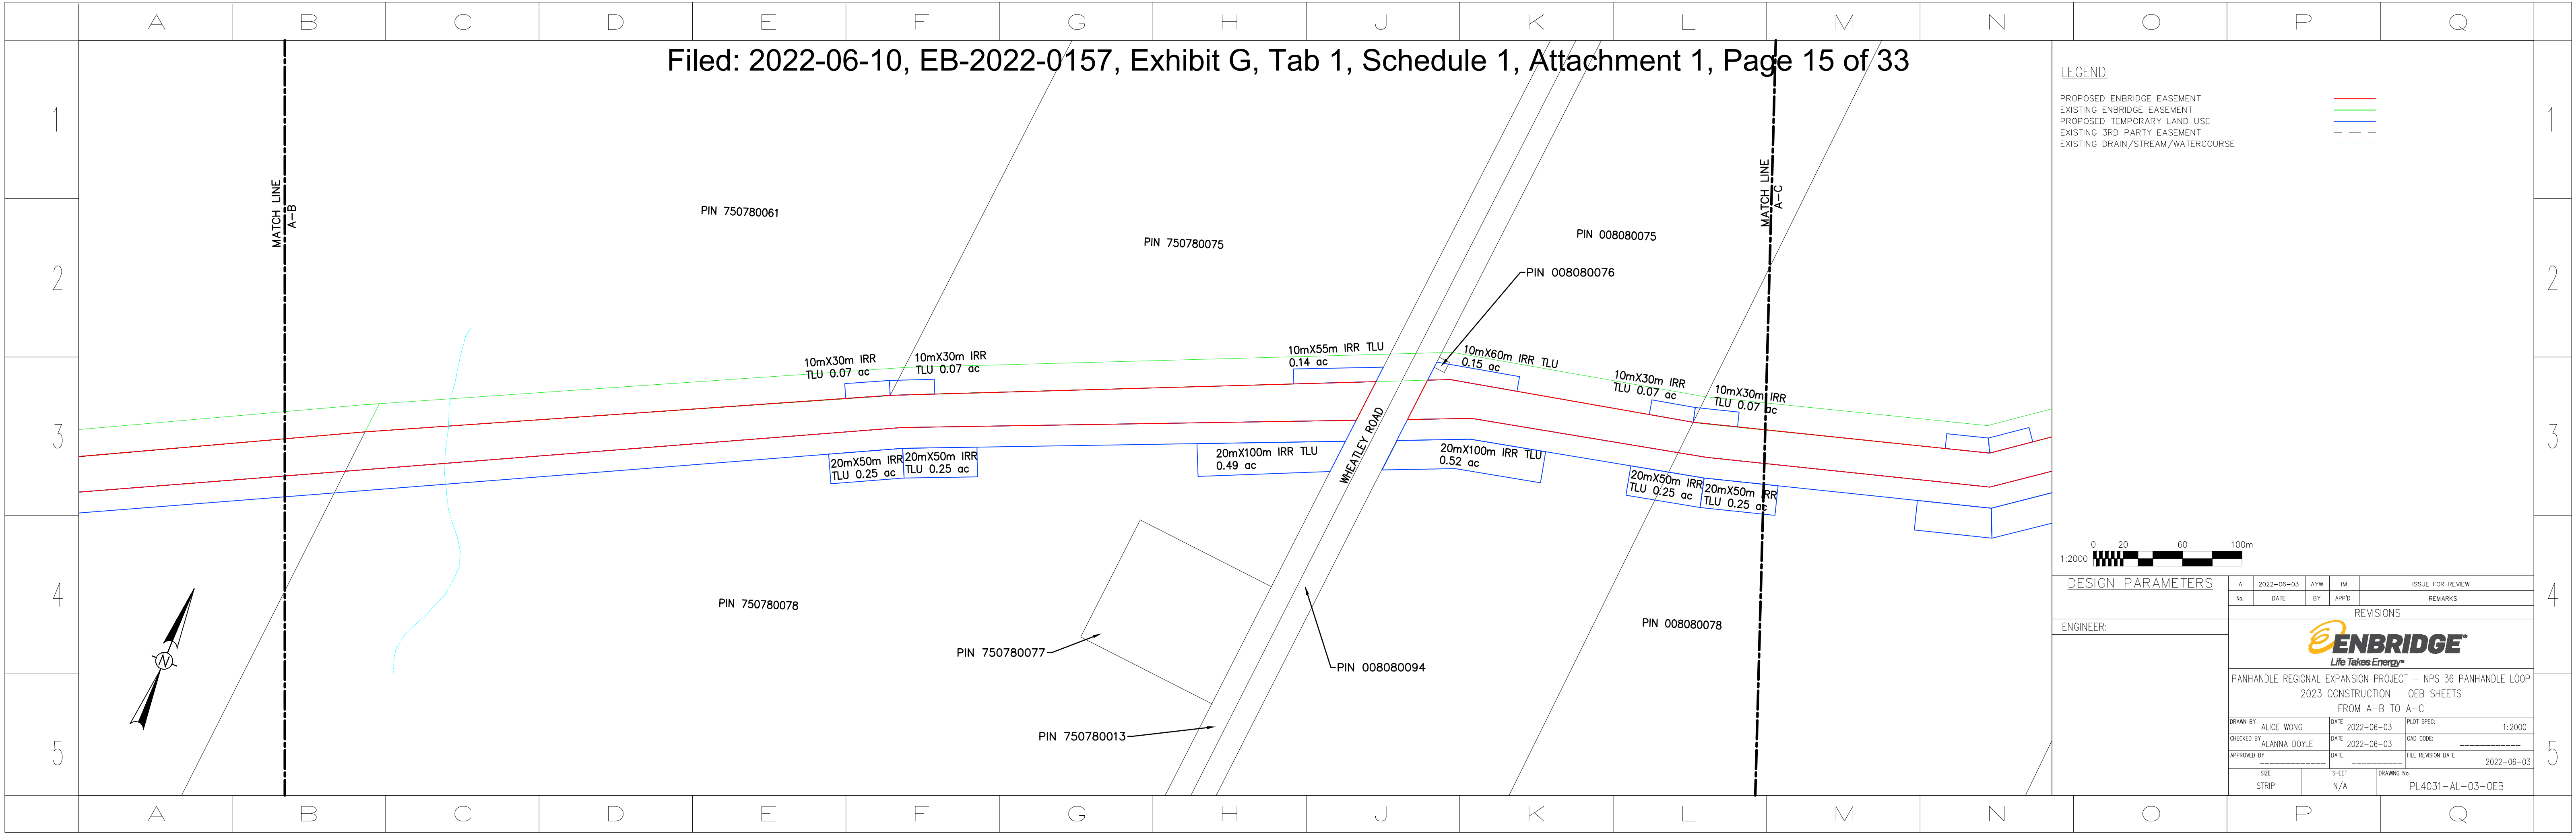 A B C D E F G H J K L M N O P Q
Filed: 2022-06-10, EB-2022-0157, Exhibit G, Tab 1, Schedule 1, Attachment 1, Page 15 of 33
1
2
3
4
5
MATCH LINE
A-B
PIN 750780061
PIN 750780075
PIN 008080075
PIN 008080076
MATCH LINE
A-C
10mX30m IRR
TLU 0.07 ac
10mX30m IRR
TLU 0.07 ac
10mX55m IRR TLU
0.14 ac
10mX60m IRR TLU
0.15 ac
10mX30m IRR
TLU 0.07 ac
10mX30m IRR
TLU 0.07 ac
20mX50m IRR
TLU 0.25 ac
20mX50m IRR
TLU 0.25 ac
20mX100m IRR TLU
0.49 ac
WHEATLEY ROAD
20mX100m IRR TLU
0.52 ac
20mX50m IRR
TLU 0.25 ac
20mX50m IRR
TLU 0.25 ac
N
PIN 750780078
PIN 750780077
PIN 750780013
PIN 008080094
PIN 008080078
LEGEND
PROPOSED ENBRIDGE EASEMENT
EXISTING ENBRIDGE EASEMENT
PROPOSED TEMPORARY LAND USE
EXISTING 3RD PARTY EASEMENT
EXISTING DRAIN/STREAM/WATERCOURSE
0 20 60 100m
1:2000
DESIGN PARAMETERS
ENGINEER:
A 2022-06-03 AYW IM ISSUE FOR REVIEW
No. DATE BY APP'D REMARKS
REVISIONS
ENBRIDGE®
Life Takes Energy™
PANHANDLE REGIONAL EXPANSION PROJECT - NPS 36 PANHANDLE LOOP
2023 CONSTRUCTION - OEB SHEETS
FROM A-B TO A-C
DRAWN BY ALICE WONG DATE 2022-06-03 PLOT SPEC: 1:2000
CHECKED BY ALANNA DOYLE DATE 2022-06-03 CAD CODE: ____________
APPROVED BY ____________ DATE __________ FILE REVISION DATE 2022-06-03
SIZE SHEET DRAWING No.
STRIP N/A PL4031-AL-03-OEB
1
2
3
4
5
A B C D E F G H J K L M N O P Q